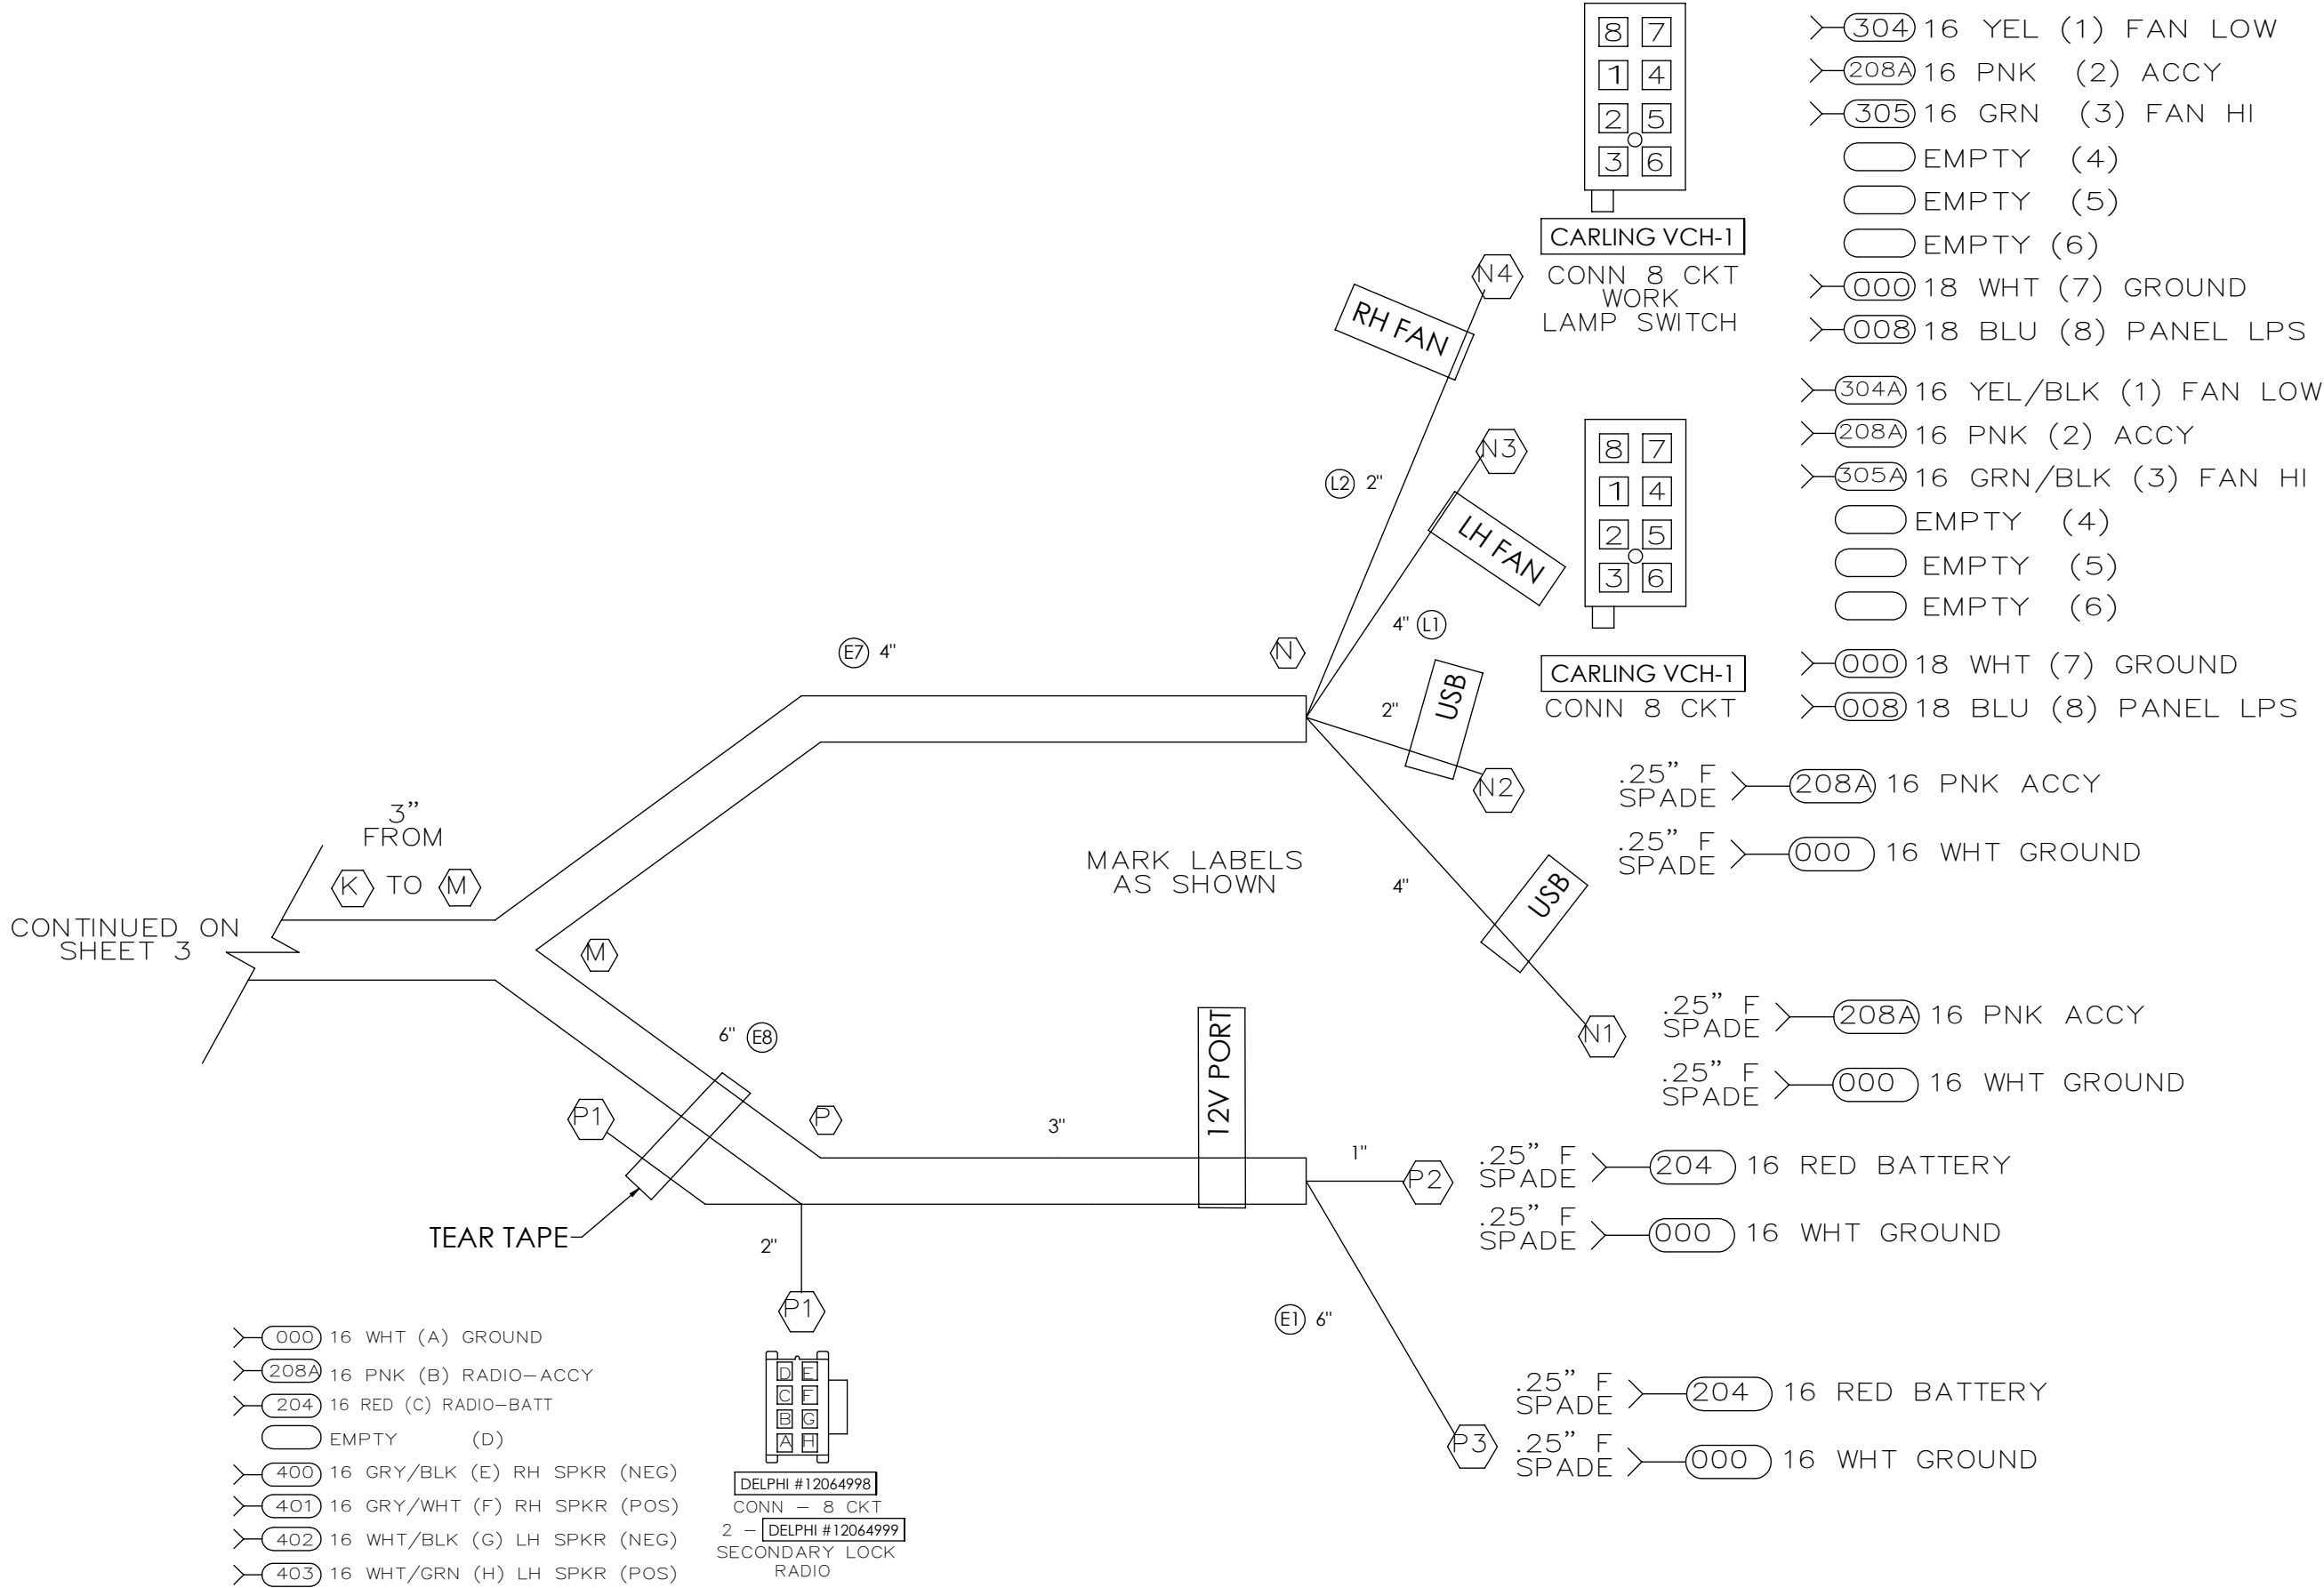 8 7
1 4
2 5
3 6
CARLING VCH-1
CONN 8 CKT
WORK
LAMP SWITCH
304 16 YEL (1) FAN LOW
208A 16 PNK (2) ACCY
305 16 GRN (3) FAN HI
EMPTY (4)
EMPTY (5)
EMPTY (6)
000 18 WHT (7) GROUND
008 18 BLU (8) PANEL LPS
N4
RH FAN
N3
L2 2"
LH FAN
4" L1
8 7
1 4
2 5
3 6
CARLING VCH-1
CONN 8 CKT
304A 16 YEL/BLK (1) FAN LOW
208A 16 PNK (2) ACCY
305A 16 GRN/BLK (3) FAN HI
EMPTY (4)
EMPTY (5)
EMPTY (6)
000 18 WHT (7) GROUND
008 18 BLU (8) PANEL LPS
E7 4"
N
2"
USB
N2
.25” F
SPADE
208A 16 PNK ACCY
.25” F
SPADE
000 16 WHT GROUND
3”
FROM
K TO M
CONTINUED ON
SHEET 3
M
MARK LABELS
AS SHOWN
4"
USB
N1
.25” F
SPADE
208A 16 PNK ACCY
.25” F
SPADE
000 16 WHT GROUND
6" E8
P1
P
3"
12V PORT
1"
P2
.25” F
SPADE
204 16 RED BATTERY
.25” F
SPADE
000 16 WHT GROUND
TEAR TAPE
2"
P1
E1 6"
P3
.25” F
SPADE
204 16 RED BATTERY
.25” F
SPADE
000 16 WHT GROUND
000 16 WHT (A) GROUND
208A 16 PNK (B) RADIO-ACCY
204 16 RED (C) RADIO-BATT
EMPTY (D)
400 16 GRY/BLK (E) RH SPKR (NEG)
401 16 GRY/WHT (F) RH SPKR (POS)
402 16 WHT/BLK (G) LH SPKR (NEG)
403 16 WHT/GRN (H) LH SPKR (POS)
D E
C F
B G
A H
DELPHI #12064998
CONN - 8 CKT
2 - DELPHI #12064999
SECONDARY LOCK
RADIO